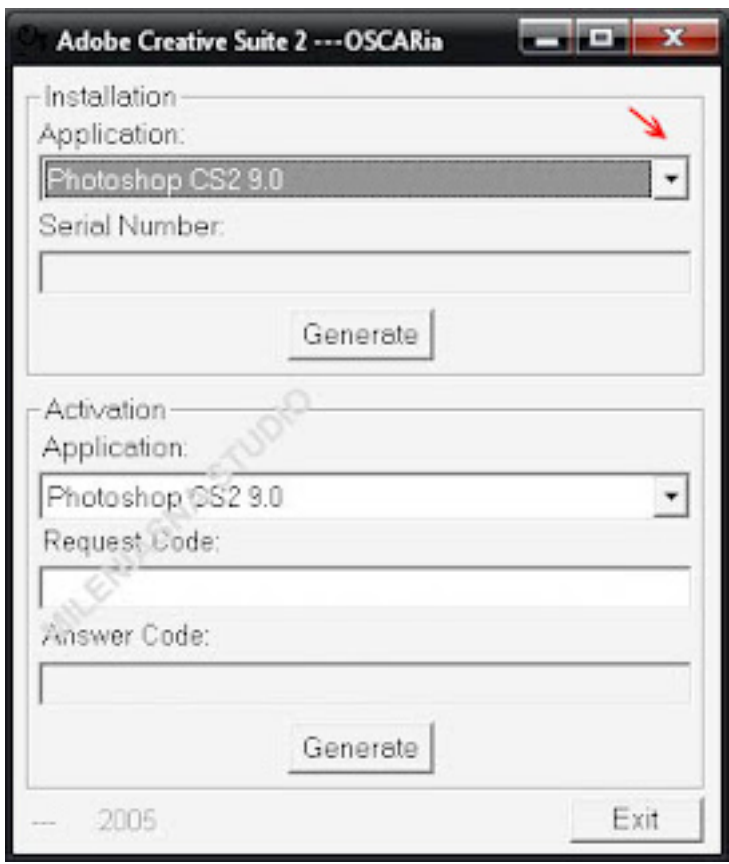 Adobe Creative Suite 2 ---OSCARia
Installation
Application:
Photoshop CS2 9.0
Serial Number:
Generate
Activation
Application:
Photoshop CS2 9.0
Request Code:
Answer Code:
Generate
--- 2005
Exit